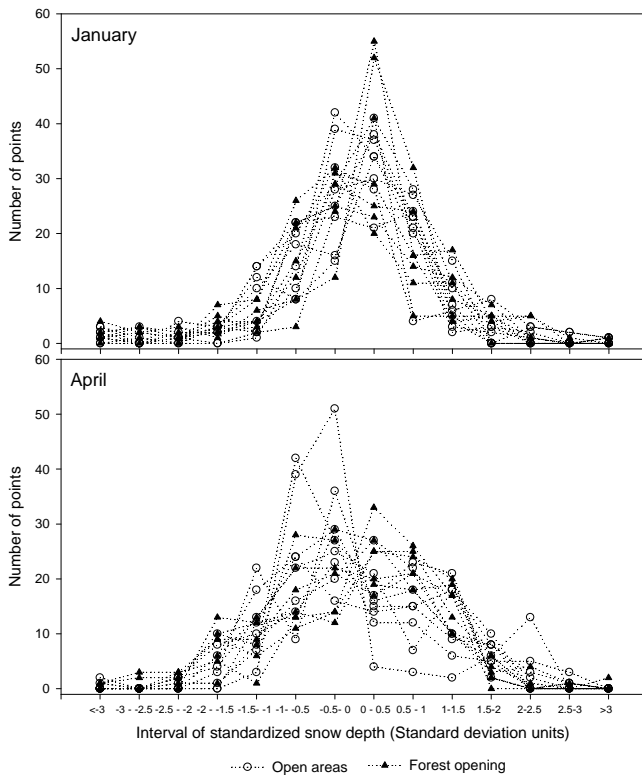 60
January
50
40
30
20
10
0
Number of points
60
April
50
40
30
20
10
0
Number of points
<-3 -3 - -2.5 -2.5 - -2 -2 - -1.5 -1.5 - -1 -1- -0.5 -0.5- 0 0 - 0.5 0.5 - 1 1-1.5 1.5-2 2-2.5 2.5-3 >3
Interval of standardized snow depth (Standard deviation units)
Open areas Forest opening